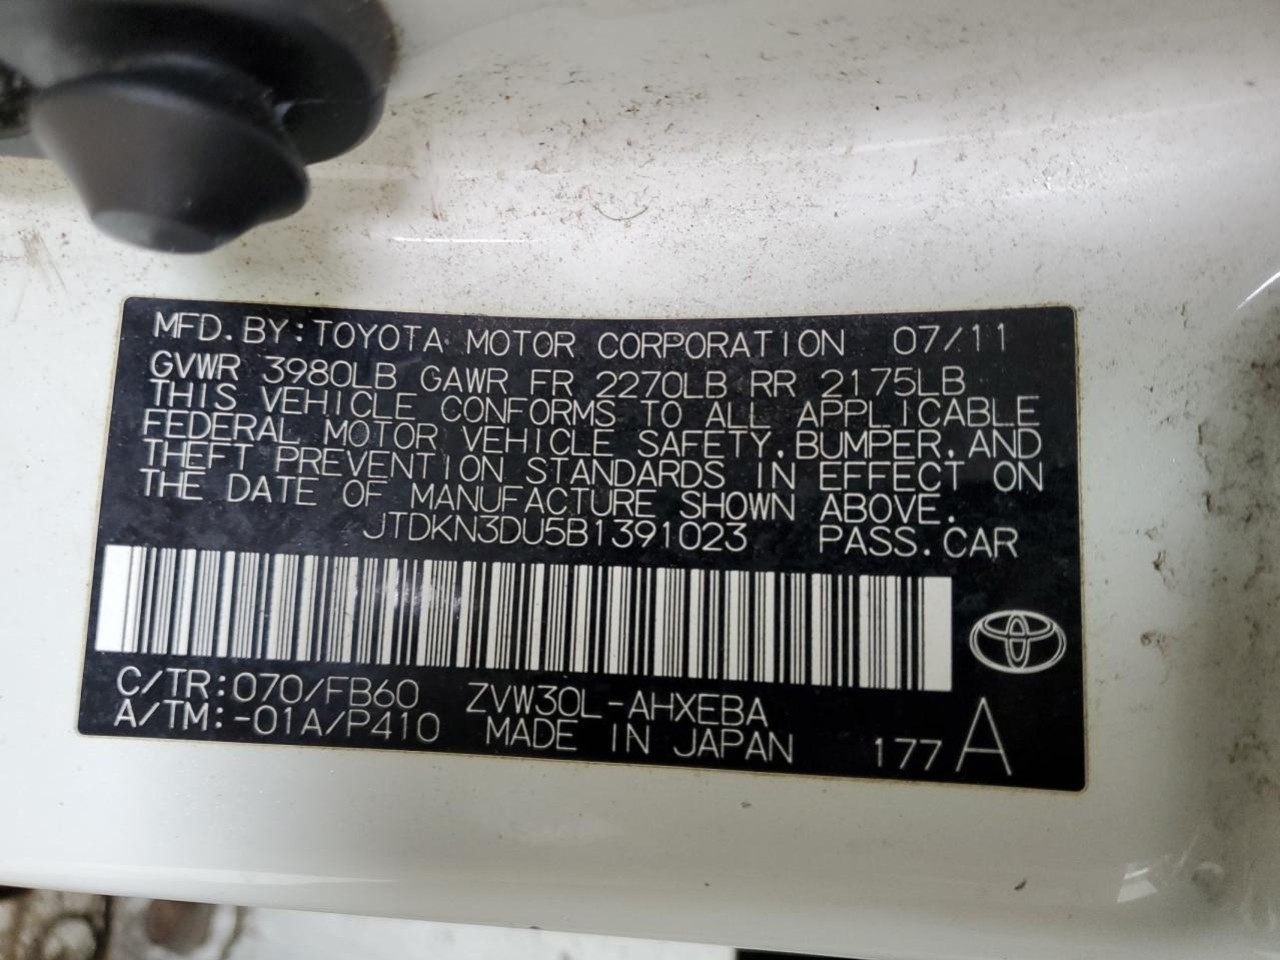 MFD. BY: TOYOTA MOTOR CORPORATION 07/11
GVWR 3980LB GAWR FR 2270LB RR 2175LB
THIS VEHICLE CONFORMS TO ALL APPLICABLE
FEDERAL MOTOR VEHICLE SAFETY, BUMPER, AND
THEFT PREVENTION STANDARDS IN EFFECT ON
THE DATE OF MANUFACTURE SHOWN ABOVE.
JTDKN3DU5B1391023 PASS. CAR
C/TR: 070/FB60 ZVW30L-AHXEBA
A/TM: -01A/P410 MADE IN JAPAN 177 A